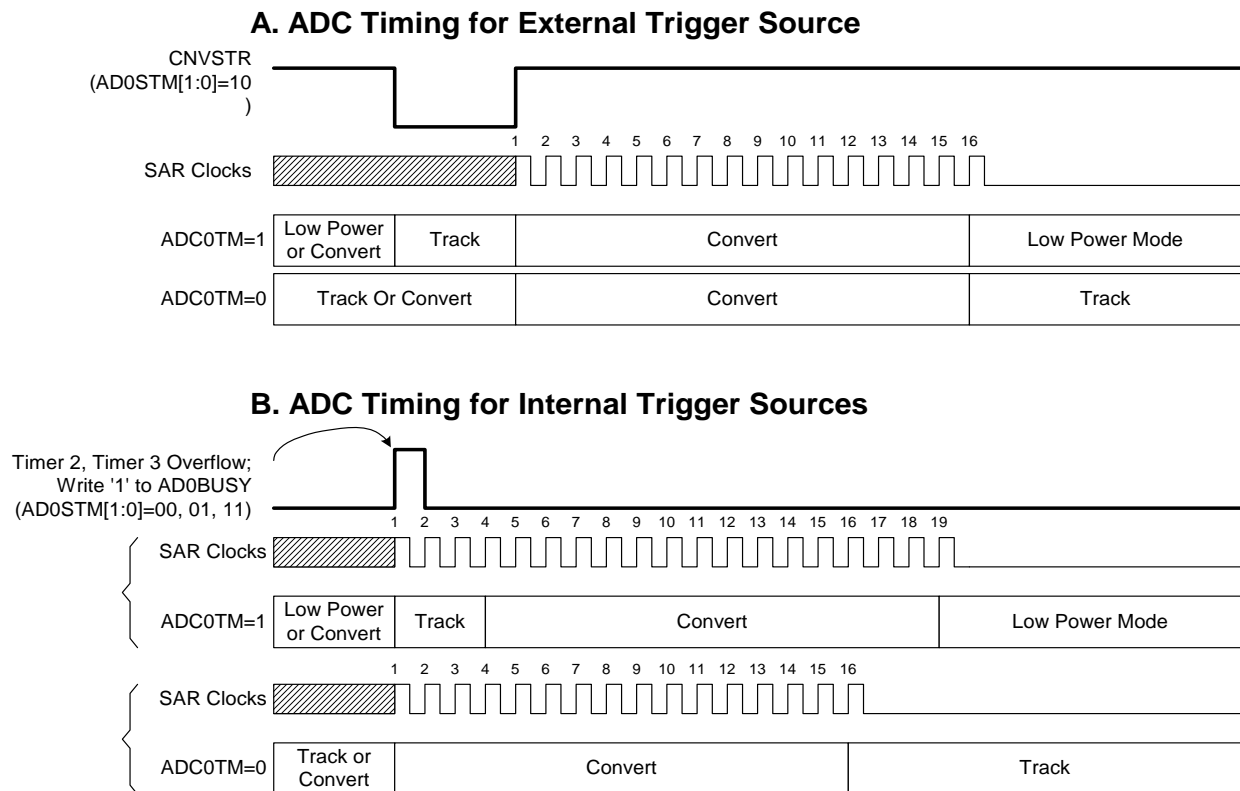 A. ADC Timing for External Trigger Source
CNVSTR
(AD0STM[1:0]=10
)
1 2 3 4 5 6 7 8 9 10 11 12 13 14 15 16
SAR Clocks
ADC0TM=1
Low Power
or Convert
Track
Convert
Low Power Mode
ADC0TM=0
Track Or Convert
Convert
Track
B. ADC Timing for Internal Trigger Sources
Timer 2, Timer 3 Overflow;
Write '1' to AD0BUSY
(AD0STM[1:0]=00, 01, 11)
1 2 3 4 5 6 7 8 9 10 11 12 13 14 15 16 17 18 19
SAR Clocks
ADC0TM=1
Low Power
or Convert
Track
Convert
Low Power Mode
1 2 3 4 5 6 7 8 9 10 11 12 13 14 15 16
SAR Clocks
ADC0TM=0
Track or
Convert
Convert
Track